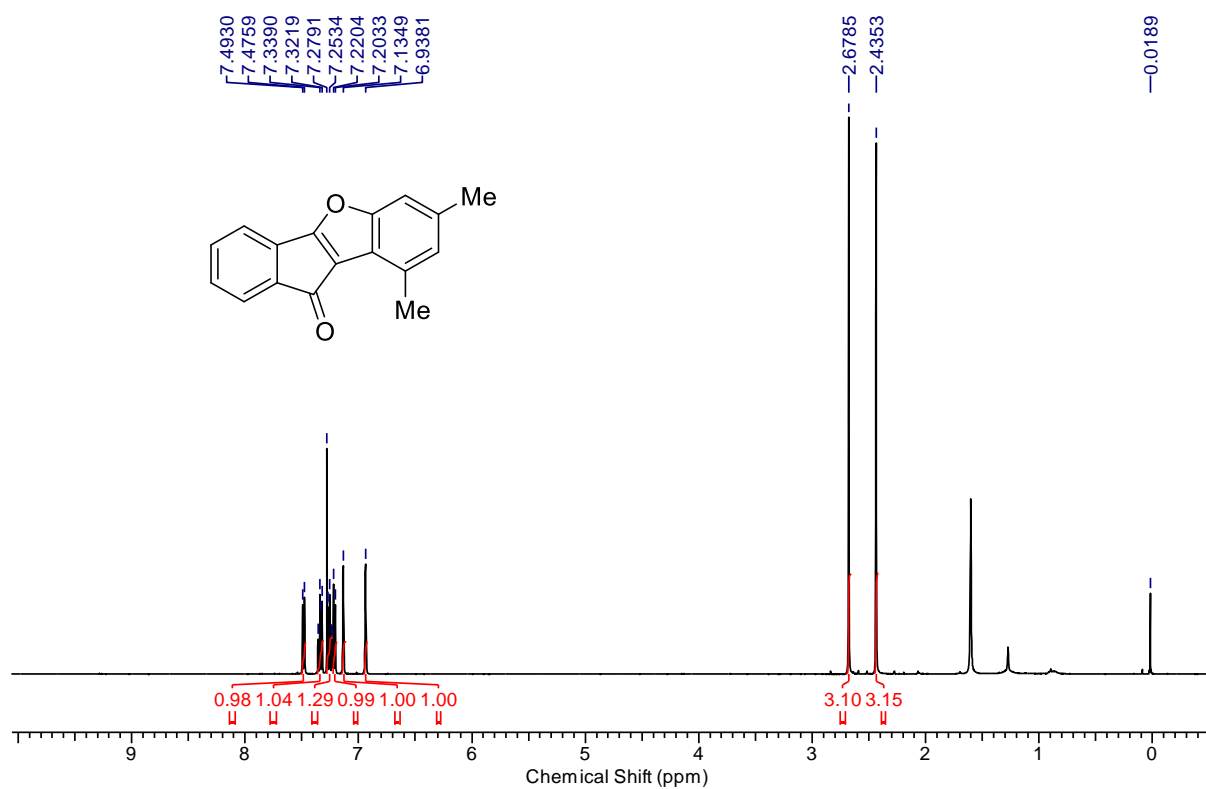 7.4930
7.4759
7.3390
7.3219
7.2791
7.2534
7.2204
7.2033
7.1349
6.9381
2.6785
2.4353
0.0189
O
Me
Me
O
0.98 1.04 1.29 0.99 1.00 1.00 3.10 3.15
9 8 7 6 5 4 3 2 1 0
Chemical Shift (ppm)